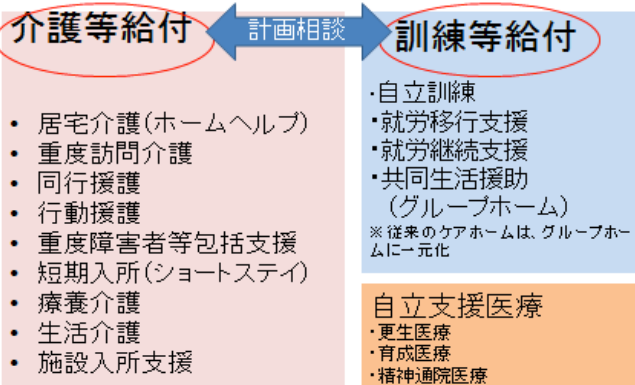 介護等給付
計画相談
訓練等給付
• 居宅介護(ホームヘルプ)
• 重度訪問介護
• 同行援護
• 行動援護
• 重度障害者等包括支援
• 短期入所(ショートステイ)
• 療養介護
• 生活介護
• 施設入所支援
・自立訓練
・就労移行支援
・就労継続支援
・共同生活援助
(グループホーム)
※従来のケアホームは、グループホー
ムに一元化
自立支援医療
・更生医療
・育成医療
・精神通院医療